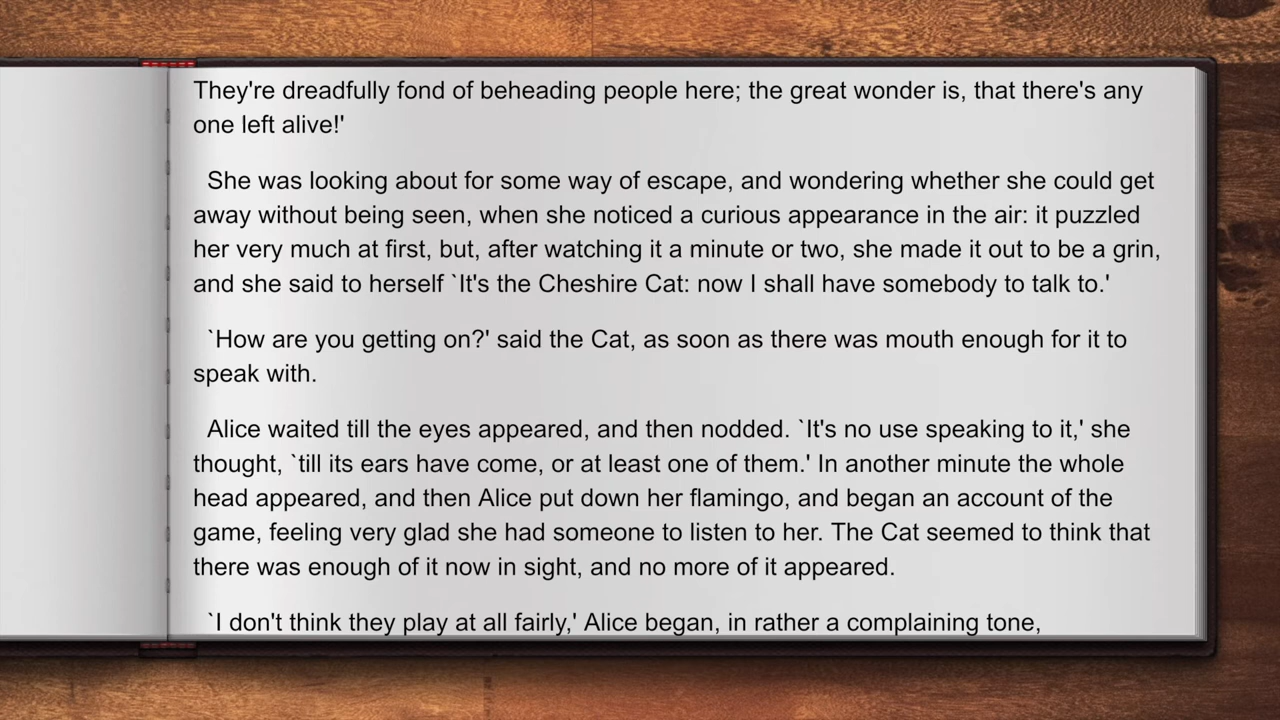 They're dreadfully fond of beheading people here; the great wonder is, that there's any
one left alive!'
She was looking about for some way of escape, and wondering whether she could get
away without being seen, when she noticed a curious appearance in the air: it puzzled
her very much at first, but, after watching it a minute or two, she made it out to be a grin,
and she said to herself `It's the Cheshire Cat: now I shall have somebody to talk to.'
`How are you getting on?' said the Cat, as soon as there was mouth enough for it to
speak with.
Alice waited till the eyes appeared, and then nodded. `It's no use speaking to it,' she
thought, `till its ears have come, or at least one of them.' In another minute the whole
head appeared, and then Alice put down her flamingo, and began an account of the
game, feeling very glad she had someone to listen to her. The Cat seemed to think that
there was enough of it now in sight, and no more of it appeared.
`I don't think they play at all fairly,' Alice began, in rather a complaining tone,